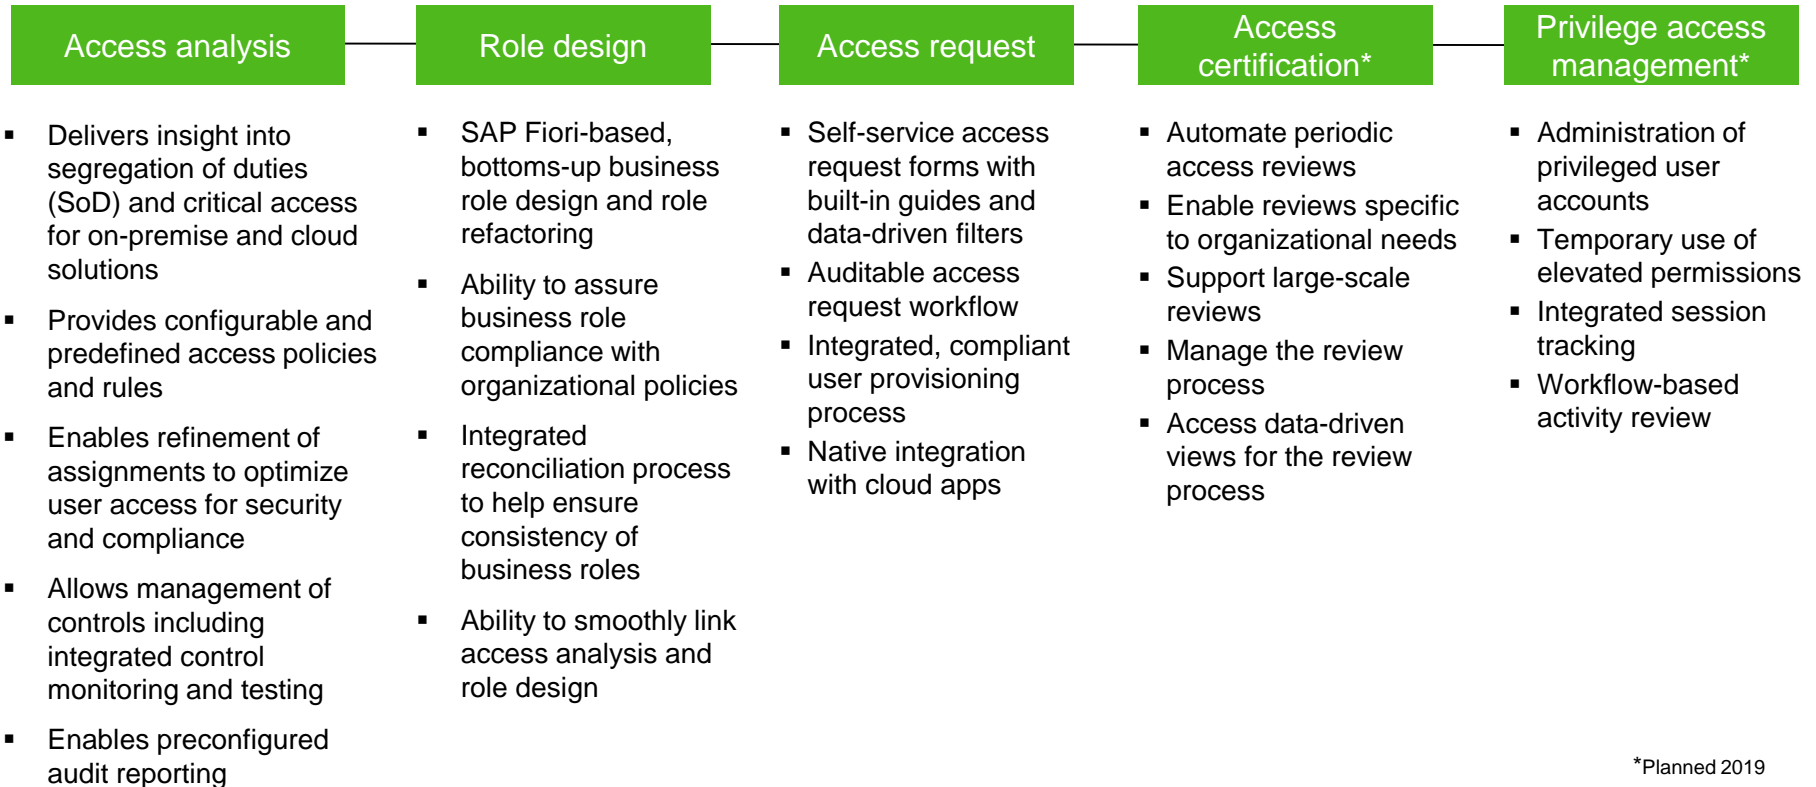 Access analysis
Role design
Access request
Access
certification*
Privilege access
management*
▪ Delivers insight into
segregation of duties
(SoD) and critical access
for on-premise and cloud
solutions
▪ Provides configurable and
predefined access policies
and rules
▪ Enables refinement of
assignments to optimize
user access for security
and compliance
▪ Allows management of
controls including
integrated control
monitoring and testing
▪ Enables preconfigured
audit reporting
▪ SAP Fiori-based,
bottoms-up business
role design and role
refactoring
▪ Ability to assure
business role
compliance with
organizational policies
▪ Integrated
reconciliation process
to help ensure
consistency of
business roles
▪ Ability to smoothly link
access analysis and
role design
▪ Self-service access
request forms with
built-in guides and
data-driven filters
▪ Auditable access
request workflow
▪ Integrated, compliant
user provisioning
process
▪ Native integration
with cloud apps
▪ Automate periodic
access reviews
▪ Enable reviews specific
to organizational needs
▪ Support large-scale
reviews
▪ Manage the review
process
▪ Access data-driven
views for the review
process
▪ Administration of
privileged user
accounts
▪ Temporary use of
elevated permissions
▪ Integrated session
tracking
▪ Workflow-based
activity review
*Planned 2019